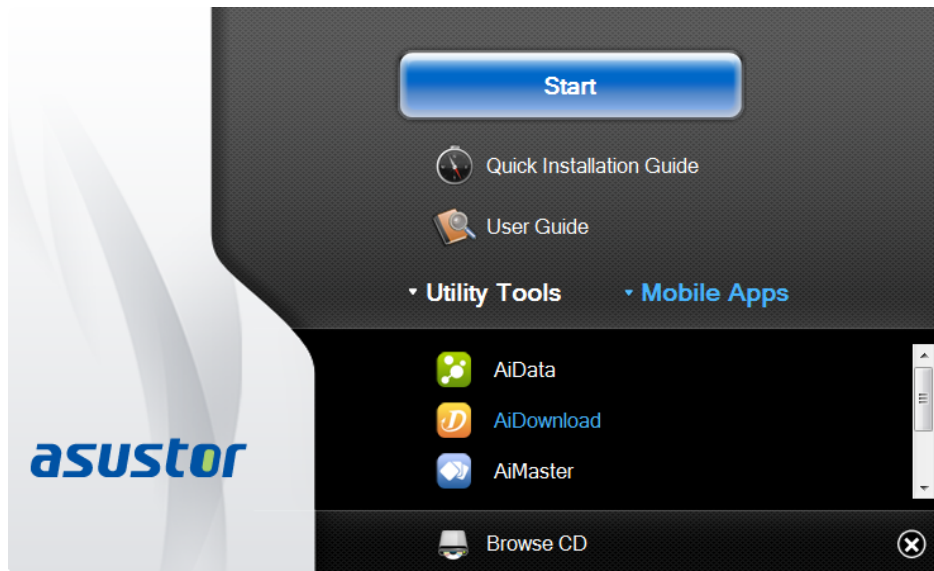 Start
Quick Installation Guide
User Guide
Utility Tools
Mobile Apps
AiData
AiDownload
AiMaster
asustor
Browse CD